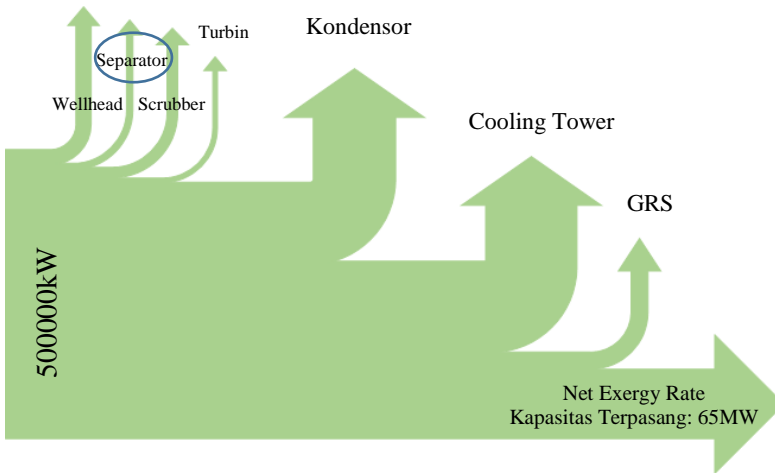 Turbin
Separator
Wellhead
Scrubber
Kondensor
Cooling Tower
GRS
500000kW
Net Exergy Rate
Kapasitas Terpasang: 65MW